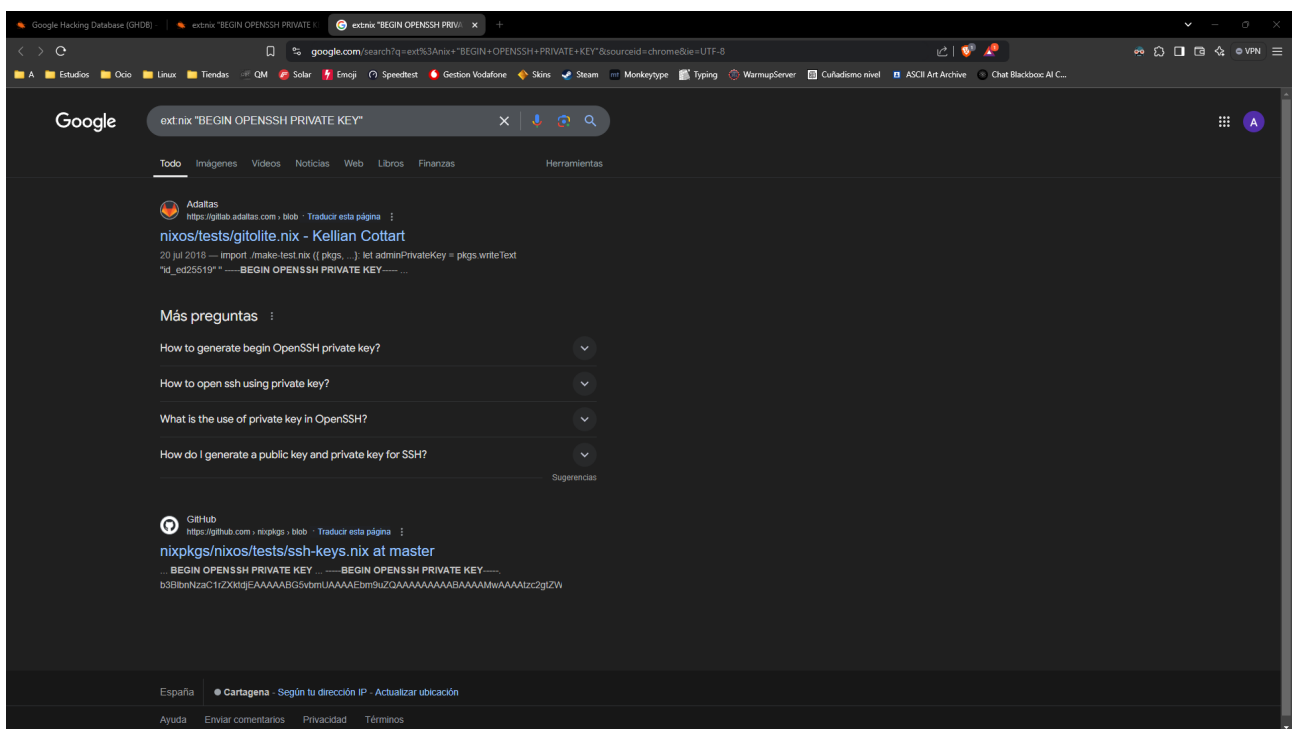 Google Hacking Database (GHDB)
ext:nix "BEGIN OPENSSH PRIVATE K
ext:nix "BEGIN OPENSSH PRIVA
google.com/search?q=ext%3Anix+"BEGIN+OPENSSH+PRIVATE+KEY"&sourceid=chrome&ie=UTF-8
VPN
A Estudios Ocio Linux Tiendas QM Solar Emoji Speedtest Gestion Vodafone Skins Steam Monkeytype Typing WarmupServer Cuñadismo nivel ASCII Art Archive Chat Blackbox: AI C...
Google
ext:nix "BEGIN OPENSSH PRIVATE KEY"
A
Todo Imágenes Videos Noticias Web Libros Finanzas Herramientas
Adaltas
https://gitlab.adaltas.com › blob · Traducir esta página
nixos/tests/gitolite.nix - Kellian Cottart
20 jul 2018 — import ./make-test.nix ({ pkgs, ...}: let adminPrivateKey = pkgs.writeText
"id_ed25519" " -----BEGIN OPENSSH PRIVATE KEY----- ...
Más preguntas
How to generate begin OpenSSH private key?
How to open ssh using private key?
What is the use of private key in OpenSSH?
How do I generate a public key and private key for SSH?
Sugerencias
GitHub
https://github.com › nixpkgs › blob · Traducir esta página
nixpkgs/nixos/tests/ssh-keys.nix at master
... BEGIN OPENSSH PRIVATE KEY ... -----BEGIN OPENSSH PRIVATE KEY-----.
España Cartagena - Según tu dirección IP - Actualizar ubicación
Ayuda Enviar comentarios Privacidad Términos